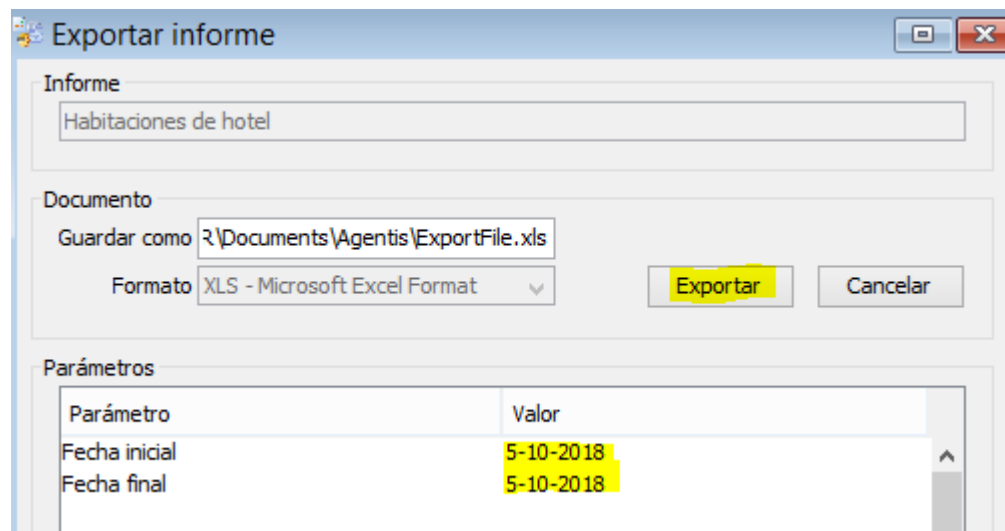 Exportar informe
Informe
Habitaciones de hotel
Documento
Guardar como R\Documents\Agentis\ExportFile.xls
Formato XLS - Microsoft Excel Format Exportar Cancelar
Parámetros
Parámetro Valor
Fecha inicial 5-10-2018
Fecha final 5-10-2018